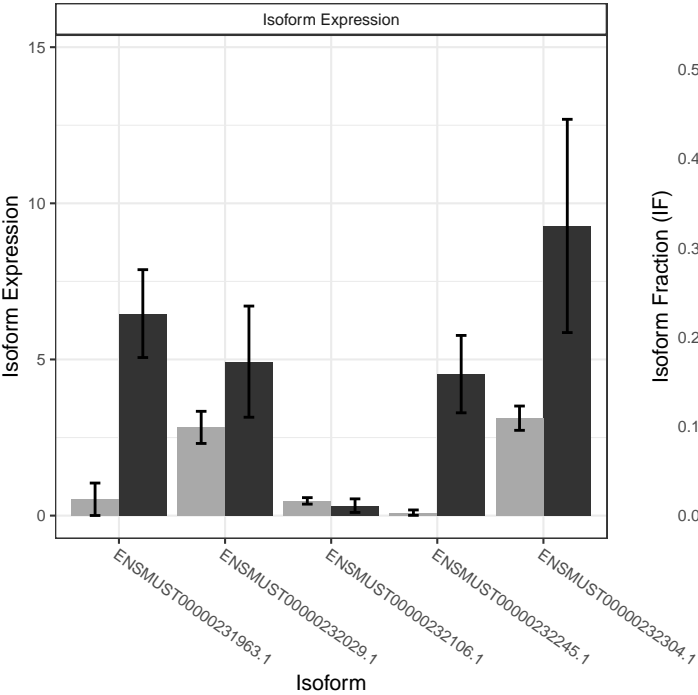 Isoform Expression
15
10
5
0
Isoform Expression
ENSMUST00000231963.1
ENSMUST00000232029.1
ENSMUST00000232106.1
ENSMUST00000232245.1
ENSMUST00000232304.1
Isoform
0.5
0.4
0.3
0.2
0.1
0.0
Isoform Fraction (IF)